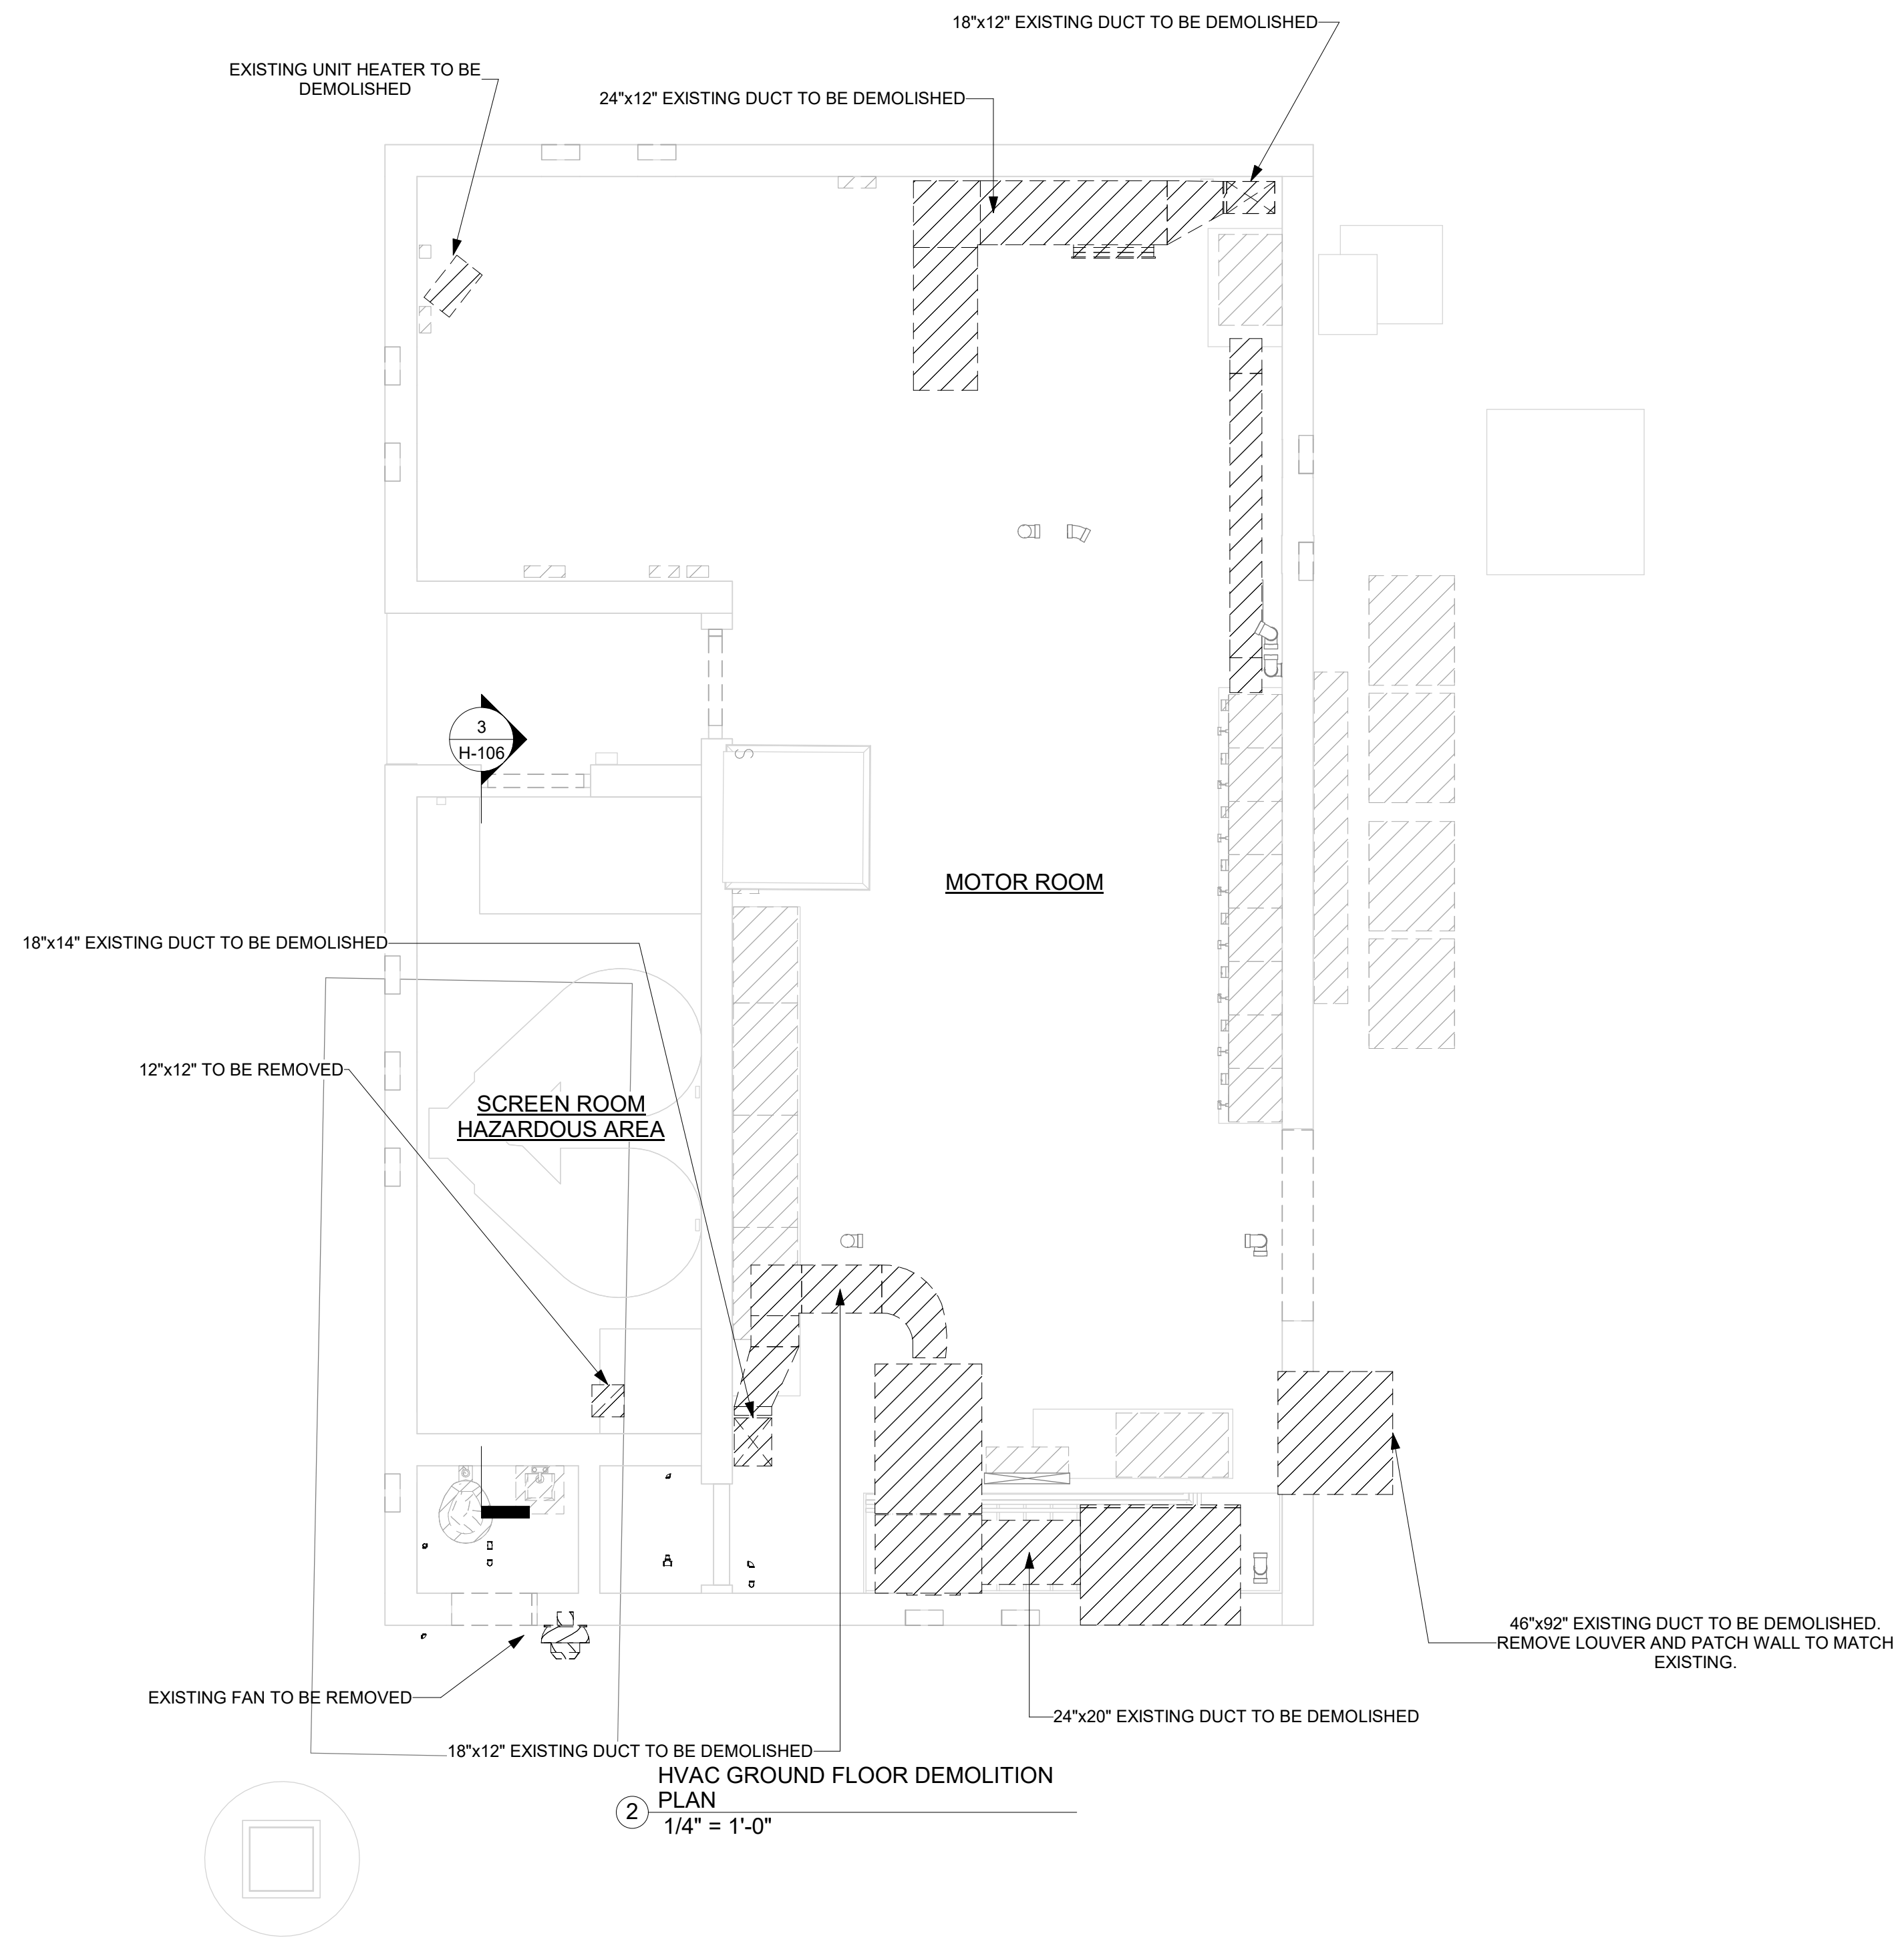 18"x12" EXISTING DUCT TO BE DEMOLISHED
EXISTING UNIT HEATER TO BE
DEMOLISHED
24"x12" EXISTING DUCT TO BE DEMOLISHED
3
H-106
S
MOTOR ROOM
18"x14" EXISTING DUCT TO BE DEMOLISHED
12"x12" TO BE REMOVED
SCREEN ROOM
HAZARDOUS AREA
46"x92" EXISTING DUCT TO BE DEMOLISHED.
REMOVE LOUVER AND PATCH WALL TO MATCH
EXISTING.
EXISTING FAN TO BE REMOVED
24"x20" EXISTING DUCT TO BE DEMOLISHED
18"x12" EXISTING DUCT TO BE DEMOLISHED
HVAC GROUND FLOOR DEMOLITION
PLAN
2
1/4" = 1'-0"